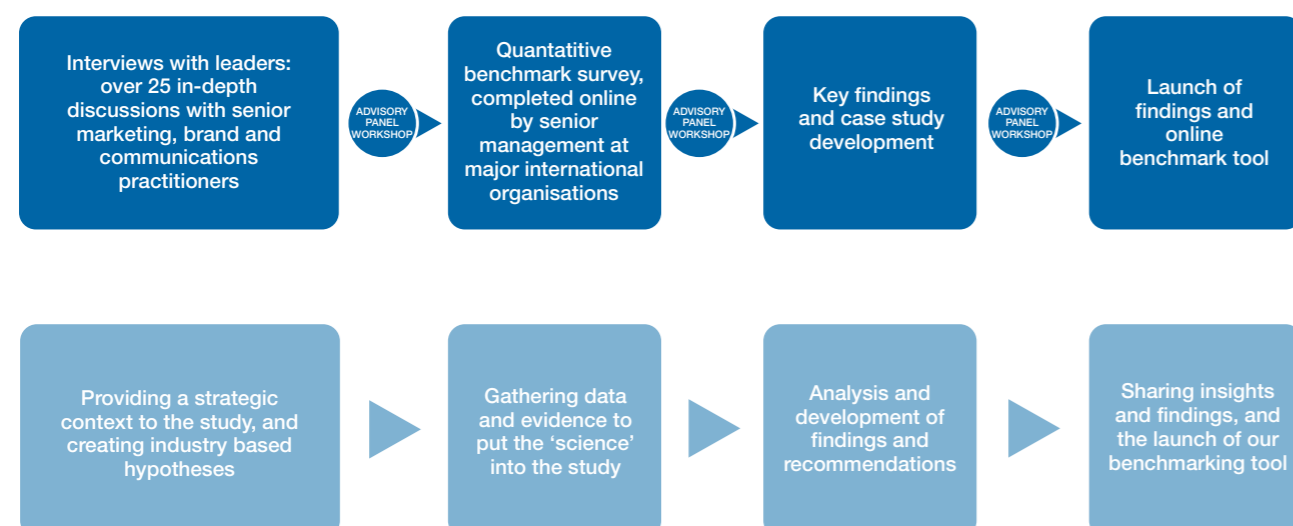 Interviews with leaders:
over 25 in-depth
discussions with senior
marketing, brand and
communications
practitioners
ADVISORY
PANEL
WORKSHOP
Quantatitive
benchmark survey,
completed online
by senior
management at
major international
organisations
ADVISORY
PANEL
WORKSHOP
Key findings
and case study
development
ADVISORY
PANEL
WORKSHOP
Launch of
findings and
online
benchmark tool
Providing a strategic
context to the study, and
creating industry based
hypotheses
Gathering data
and evidence to
put the ‘science’
into the study
Analysis and
development of
findings and
recommendations
Sharing insights
and findings, and
the launch of our
benchmarking tool